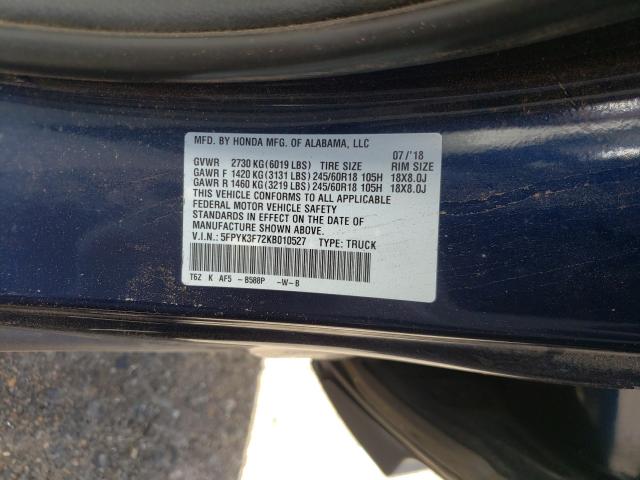 MFD. BY HONDA MFG. OF ALABAMA, LLC 07/'18
GVWR 2730 KG(6019 LBS) TIRE SIZE RIM SIZE
GAWR F 1420 KG(3131 LBS) 245/60R18 105H 18X8.0J
GAWR R 1460 KG(3219 LBS) 245/60R18 105H 18X8.0J
THIS VEHICLE CONFORMS TO ALL APPLICABLE
FEDERAL MOTOR VEHICLE SAFETY
STANDARDS IN EFFECT ON THE DATE OF
MANUFACTURE SHOWN ABOVE.
V.I.N.: 5FPYK3F72KB010527 TYPE: TRUCK
T6Z K AF5 -B588P -W-B